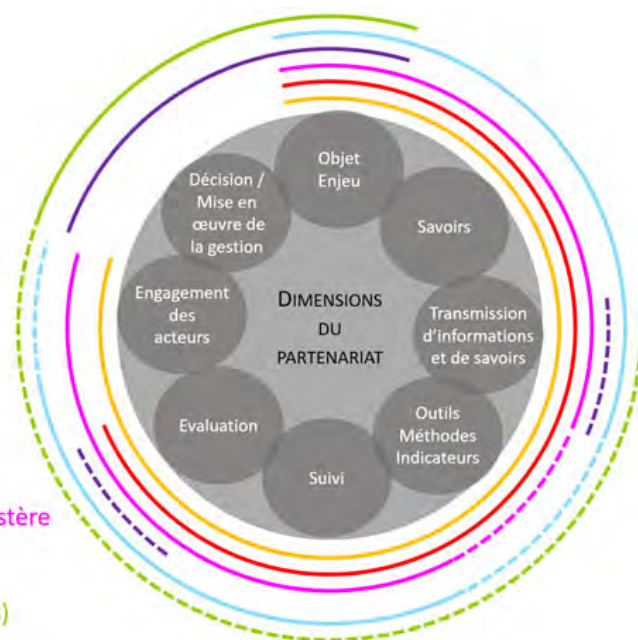 Objet
Enjeu
Savoirs
Transmission
d'informations
et de savoirs
Outils
Méthodes
Indicateurs
Suivi
Evaluation
Engagement
des
acteurs
Décision /
Mise en
œuvre de
la gestion
DIMENSIONS
DU
PARTENARIAT